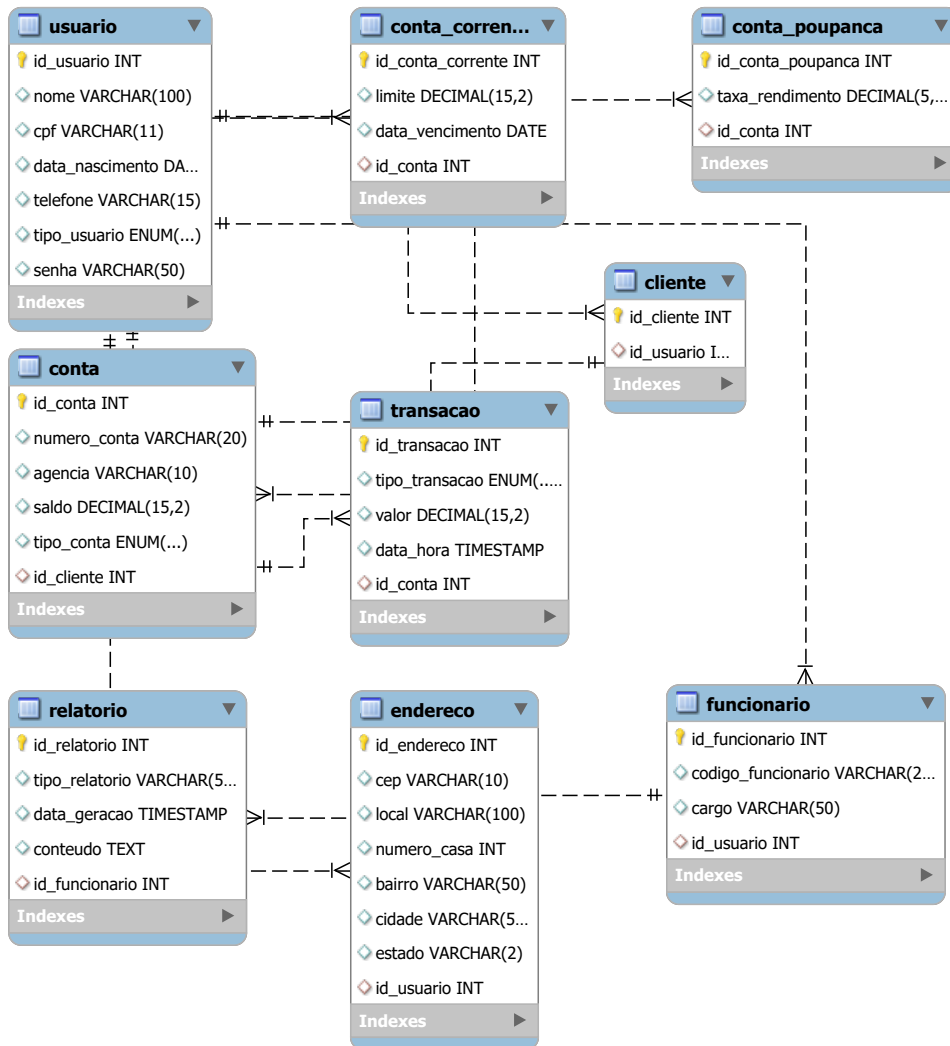 usuario
id_usuario INT
nome VARCHAR(100)
cpf VARCHAR(11)
data_nascimento DA...
telefone VARCHAR(15)
tipo_usuario ENUM(...)
senha VARCHAR(50)
Indexes
conta_corren...
id_conta_corrente INT
limite DECIMAL(15,2)
data_vencimento DATE
id_conta INT
Indexes
conta_poupanca
id_conta_poupanca INT
taxa_rendimento DECIMAL(5,...
id_conta INT
Indexes
cliente
id_cliente INT
id_usuario I...
Indexes
conta
id_conta INT
numero_conta VARCHAR(20)
agencia VARCHAR(10)
saldo DECIMAL(15,2)
tipo_conta ENUM(...)
id_cliente INT
Indexes
transacao
id_transacao INT
tipo_transacao ENUM(.....
valor DECIMAL(15,2)
data_hora TIMESTAMP
id_conta INT
Indexes
relatorio
id_relatorio INT
tipo_relatorio VARCHAR(5...
data_geracao TIMESTAMP
conteudo TEXT
id_funcionario INT
Indexes
endereco
id_endereco INT
cep VARCHAR(10)
local VARCHAR(100)
numero_casa INT
bairro VARCHAR(50)
cidade VARCHAR(5...
estado VARCHAR(2)
id_usuario INT
Indexes
funcionario
id_funcionario INT
codigo_funcionario VARCHAR(2...
cargo VARCHAR(50)
id_usuario INT
Indexes